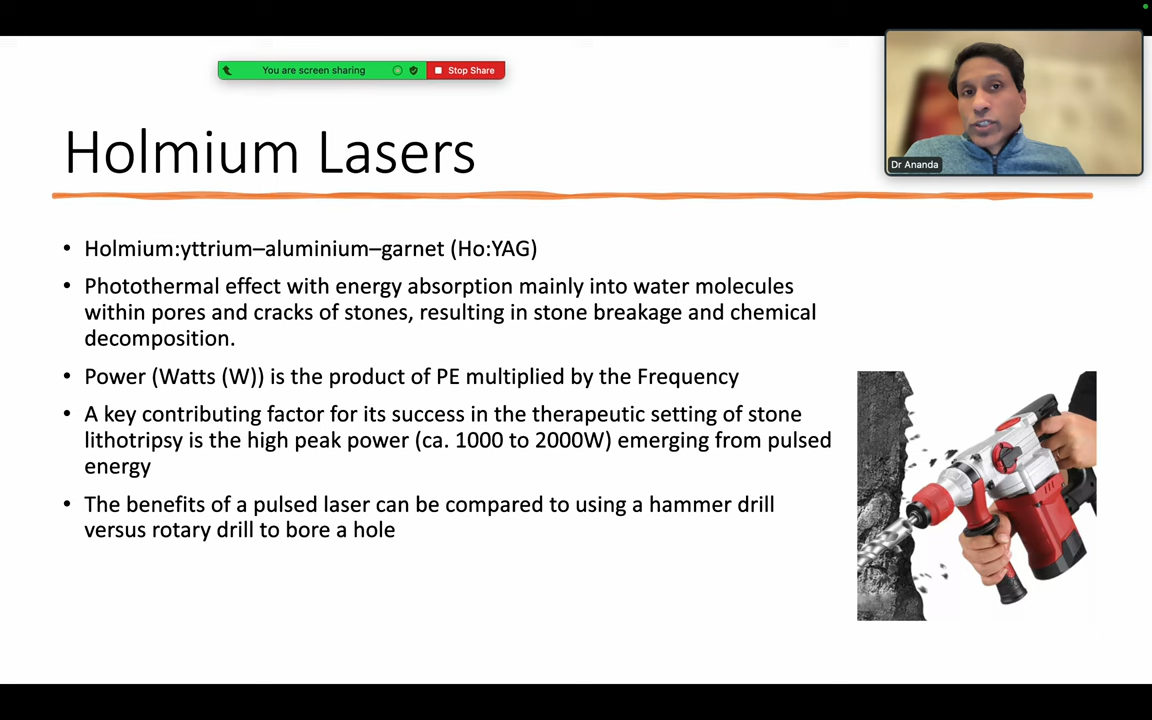 You are screen sharing
Stop Share
Dr Ananda
Holmium Lasers
• Holmium:yttrium–aluminium–garnet (Ho:YAG)
• Photothermal effect with energy absorption mainly into water molecules
within pores and cracks of stones, resulting in stone breakage and chemical
decomposition.
• Power (Watts (W)) is the product of PE multiplied by the Frequency
• A key contributing factor for its success in the therapeutic setting of stone
lithotripsy is the high peak power (ca. 1000 to 2000W) emerging from pulsed
energy
• The benefits of a pulsed laser can be compared to using a hammer drill
versus rotary drill to bore a hole